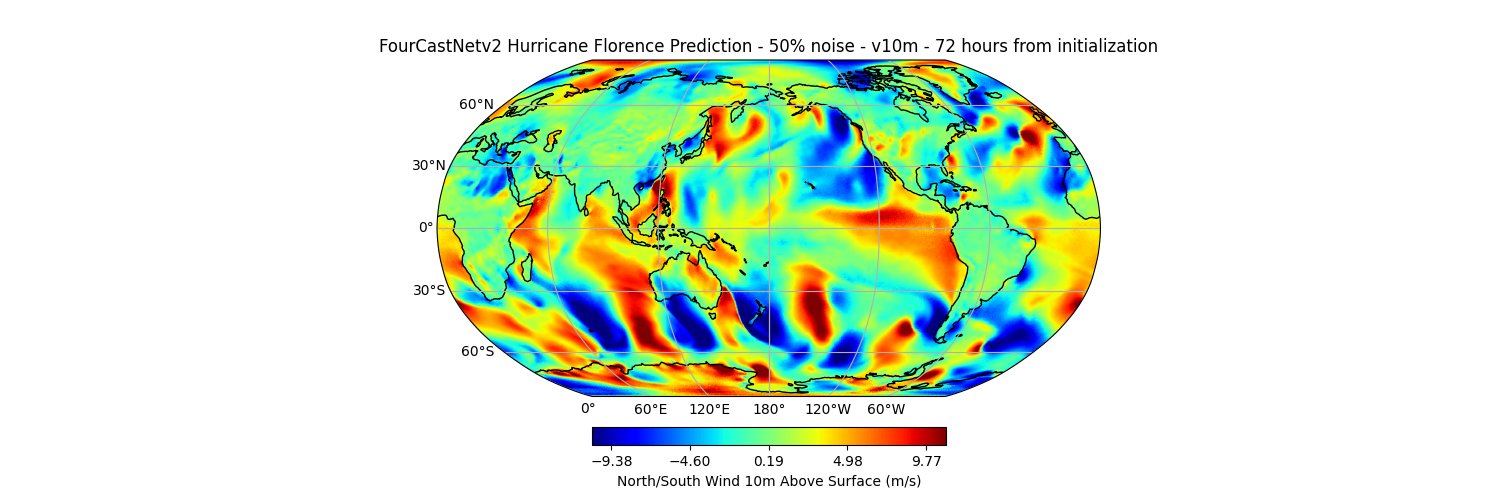 FourCastNetv2 Hurricane Florence Prediction - 50% noise - v10m - 72 hours from initialization
60°N
30°N
0°
30°S
60°S
0° 60°E 120°E 180° 120°W 60°W
−9.38 −4.60 0.19 4.98 9.77
North/South Wind 10m Above Surface (m/s)